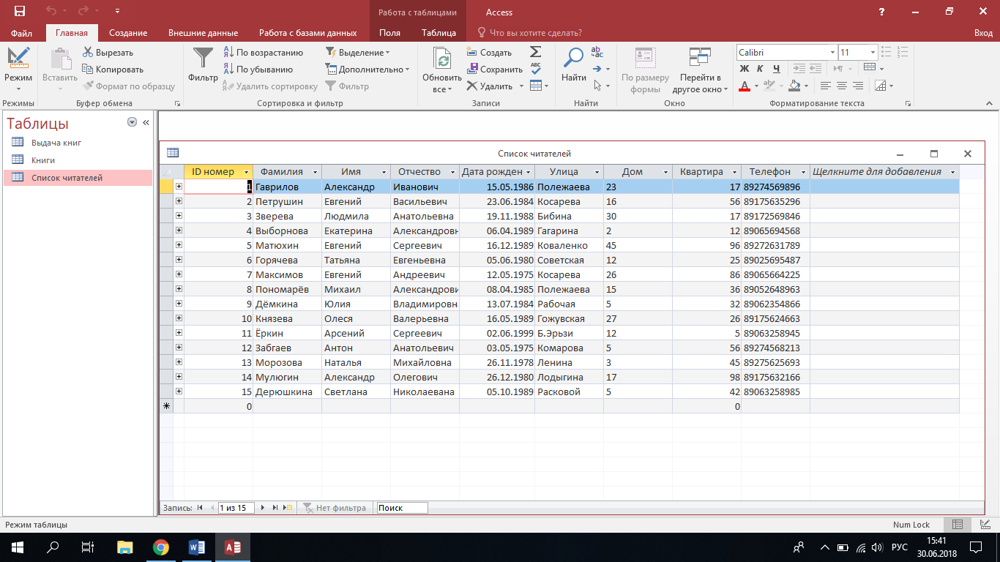 Работа с таблицами Access ?
Файл Главная Создание Внешние данные Работа с базами данных Поля Таблица Что вы хотите сделать? Вход
Режим Вставить Вырезать Копировать Формат по образцу
Фильтр По возрастанию По убыванию Удалить сортировку Выделение Дополнительно Фильтр
Обновить все Создать Сохранить Удалить
Найти
По размеру формы Перейти в другое окно
Calibri 11
Ж К Ч
Режимы Буфер обмена Сортировка и фильтр Записи Найти Окно Форматирование текста
Таблицы
Выдача книг
Книги
Список читателей
Список читателей
ID номер Фамилия Имя Отчество Дата рожден Улица Дом Квартира Телефон Щелкните для добавления
1 Гаврилов Александр Иванович 15.05.1986 Полежаева 23 17 89274569896
2 Петрушин Евгений Васильевич 23.06.1984 Косарева 16 56 89175635296
3 Зверева Людмила Анатольевна 19.11.1988 Бибина 30 17 89172569846
4 Выборнова Екатерина Александровн 06.04.1989 Гагарина 2 12 89065694568
5 Матюхин Евгений Сергеевич 16.12.1989 Коваленко 45 96 89272631789
6 Горячева Татьяна Евгеньевна 05.06.1980 Советская 12 25 89025695487
7 Максимов Евгений Андреевич 12.05.1975 Косарева 26 86 89065664225
8 Пономарёв Михаил Александрови 08.04.1985 Полежаева 15 36 89052648963
9 Дёмкина Юлия Владимировн 13.07.1984 Рабочая 5 32 89062354866
10 Князева Олеся Валерьевна 16.05.1989 Гожувская 27 26 89175624663
11 Ёркин Арсений Сергеевич 02.06.1999 Б.Эрьзи 12 5 89063258945
12 Забгаев Антон Анатольевич 03.05.1975 Комарова 5 56 89274568213
13 Морозова Наталья Михайловна 26.11.1978 Ленина 3 45 89275625693
14 Мулюгин Александр Олегович 26.12.1980 Лодыгина 17 98 89175632166
15 Дерюшкина Светлана Николаевана 05.10.1989 Расковой 5 42 89063258985
0 0
Запись: 1 из 15 Нет фильтра Поиск
Режим таблицы Num Lock
РУС 15:41
30.06.2018